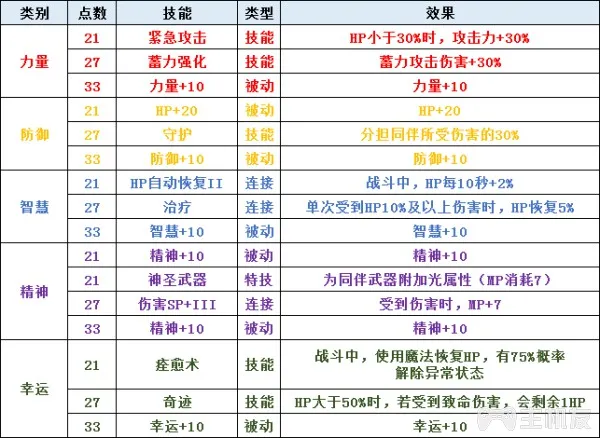 类别 点数 技能 类型 效果
力量
21 紧急攻击 技能 HP小于30%时，攻击力+30%
27 蓄力强化 技能 蓄力攻击伤害+30%
33 力量+10 被动 力量+10
防御
21 HP+20 被动 HP+20
27 守护 技能 分担同伴所受伤害的30%
33 防御+10 被动 防御+10
智慧
21 HP自动恢复II 连接 战斗中，HP每10秒+2%
27 治疗 连接 单次受到HP10%及以上伤害时，HP恢复5%
33 智慧+10 被动 智慧+10
精神
21 精神+10 被动 精神+10
21 神圣武器 特技 为同伴武器附加光属性（MP消耗7）
27 伤害SP+III 连接 受到伤害时，MP+7
33 精神+10 被动 精神+10
幸运
21 痊愈术 技能 战斗中，使用魔法恢复HP，有75%概率
解除异常状态
27 奇迹 技能 HP大于50%时，若受到致命伤害，会剩余1HP
33 幸运+10 被动 幸运+10